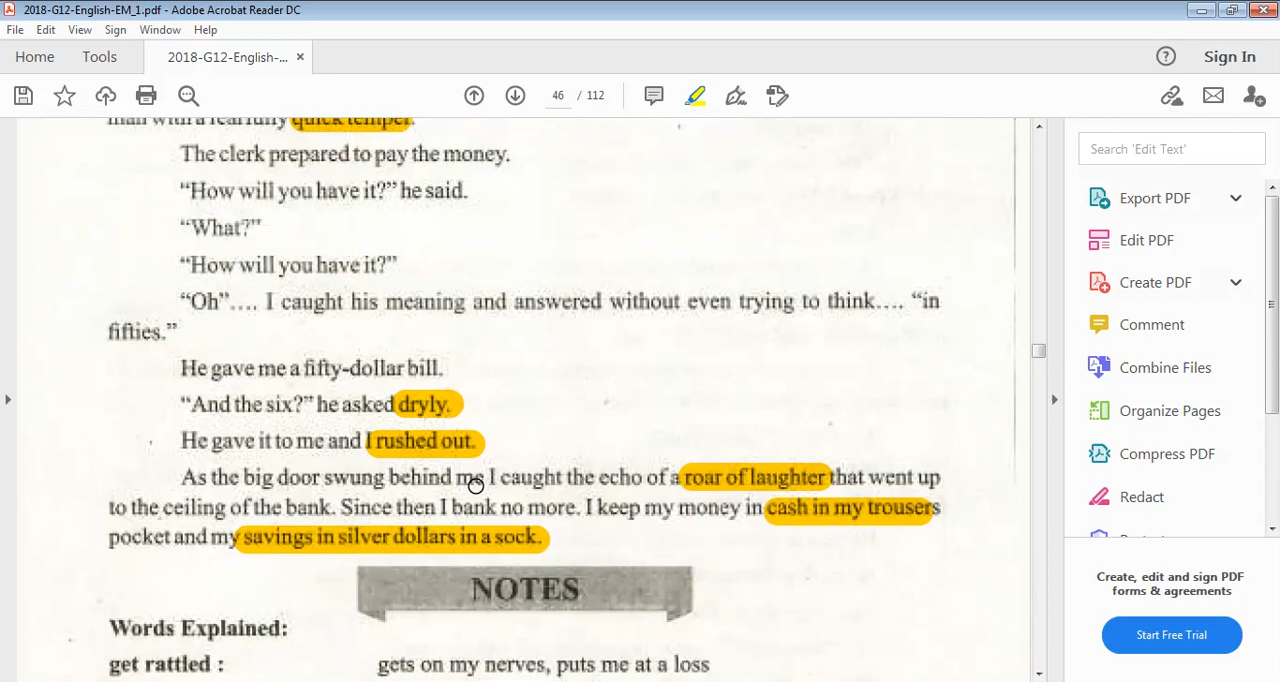 2018-G12-English-EM_1.pdf - Adobe Acrobat Reader DC
File Edit View Sign Window Help
Home Tools 2018-G12-English-... × Sign In
46 / 112
man with a fearfully quick temper.
The clerk prepared to pay the money.
“How will you have it?” he said.
“What?”
“How will you have it?”
“Oh”.... I caught his meaning and answered without even trying to think.... “in
fifties.”
He gave me a fifty-dollar bill.
“And the six?” he asked dryly.
He gave it to me and I rushed out.
As the big door swung behind me I caught the echo of a roar of laughter that went up
to the ceiling of the bank. Since then I bank no more. I keep my money in cash in my trousers
pocket and my savings in silver dollars in a sock.
NOTES
Words Explained:
get rattled : gets on my nerves, puts me at a loss
Search 'Edit Text'
Export PDF
Edit PDF
Create PDF
Comment
Combine Files
Organize Pages
Compress PDF
Redact
Create, edit and sign PDF
forms & agreements
Start Free Trial